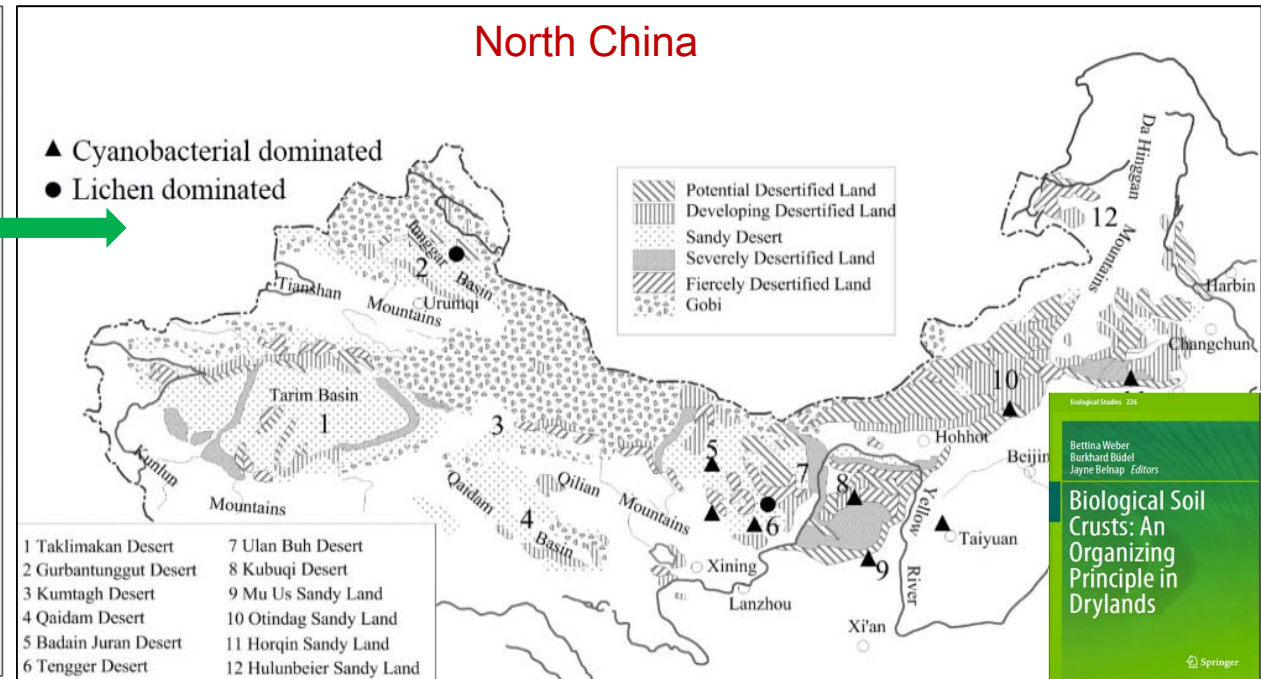 North China
▲ Cyanobacterial dominated
● Lichen dominated
Potential Desertified Land
Developing Desertified Land
Sandy Desert
Severely Desertified Land
Fiercely Desertified Land
Gobi
Da Hinggan
Mountains
12
Junggar
Basin
2
Tianshan
Mountains
Urumqi
Harbin
Changchun
Tarim Basin
1
10
3
5
7
Hohhot
8
Kunlun
Mountains
Qaidam
Basin
4
Qilian
Mountains
6
Yellow
River
Taiyuan
9
Xining
Lanzhou
Xi'an
1 Taklimakan Desert
2 Gurbantunggut Desert
3 Kumtagh Desert
4 Qaidam Desert
5 Badain Juran Desert
6 Tengger Desert
7 Ulan Buh Desert
8 Kubuqi Desert
9 Mu Us Sandy Land
10 Otindag Sandy Land
11 Horqin Sandy Land
12 Hulunbeier Sandy Land
Beijin
Ecological Studies 226
Bettina Weber
Burkhard Büdel
Jayne Belnap Editors
Biological Soil
Crusts: An
Organizing
Principle in
Drylands
Springer